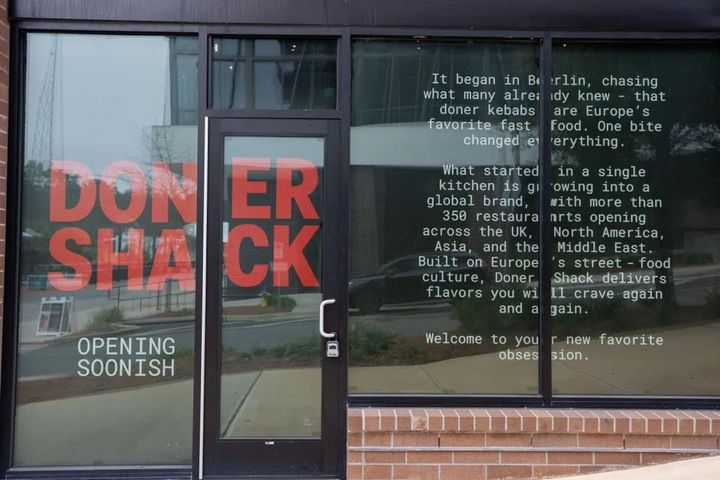 DONER
SHACK
OPENING
SOONISH
It began in Berlin, chasing
what many already knew - that
doner kebabs are Europe's
favorite fast food. One bite
changed everything.
What started in a single
kitchen is growing into a
global brand, with more than
350 restaurants opening
across the UK, North America,
Asia, and the Middle East.
Built on Europe's street-food
culture, Doner Shack delivers
flavors you will crave again
and again.
Welcome to your new favorite
obsession.